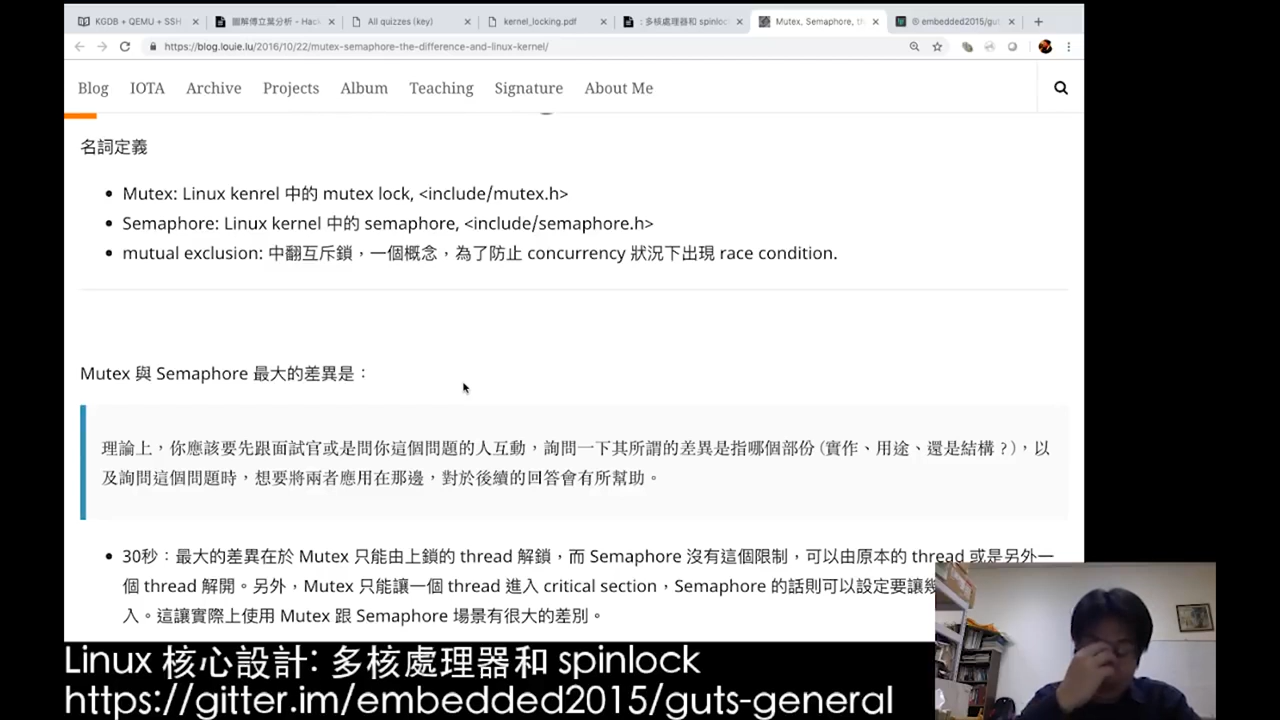 KGDB + QEMU + SSH
圖解傅立葉分析 - Hac
All quizzes (key)
kernel_locking.pdf
: 多核處理器和 spinloc
Mutex, Semaphore, th
embedded2015/gut
https://blog.louie.lu/2016/10/22/mutex-semaphore-the-difference-and-linux-kernel/
Blog IOTA Archive Projects Album Teaching Signature About Me
名詞定義
Mutex: Linux kenrel 中的 mutex lock, <include/mutex.h>
Semaphore: Linux kernel 中的 semaphore, <include/semaphore.h>
mutual exclusion: 中翻互斥鎖，一個概念，為了防止 concurrency 狀況下出現 race condition.
Mutex 與 Semaphore 最大的差異是：
理論上，你應該要先跟面試官或是問你這個問題的人互動，詢問一下其所謂的差異是指哪個部份 (實作、用途、還是結構？)，以
及詢問這個問題時，想要將兩者應用在那邊，對於後續的回答會有所幫助。
30秒：最大的差異在於 Mutex 只能由上鎖的 thread 解鎖，而 Semaphore 沒有這個限制，可以由原本的 thread 或是另外一
個 thread 解開。另外，Mutex 只能讓一個 thread 進入 critical section，Semaphore 的話則可以設定要讓
入。這讓實際上使用 Mutex 跟 Semaphore 場景有很大的差別。
Linux 核心設計: 多核處理器和 spinlock
https://gitter.im/embedded2015/guts-general